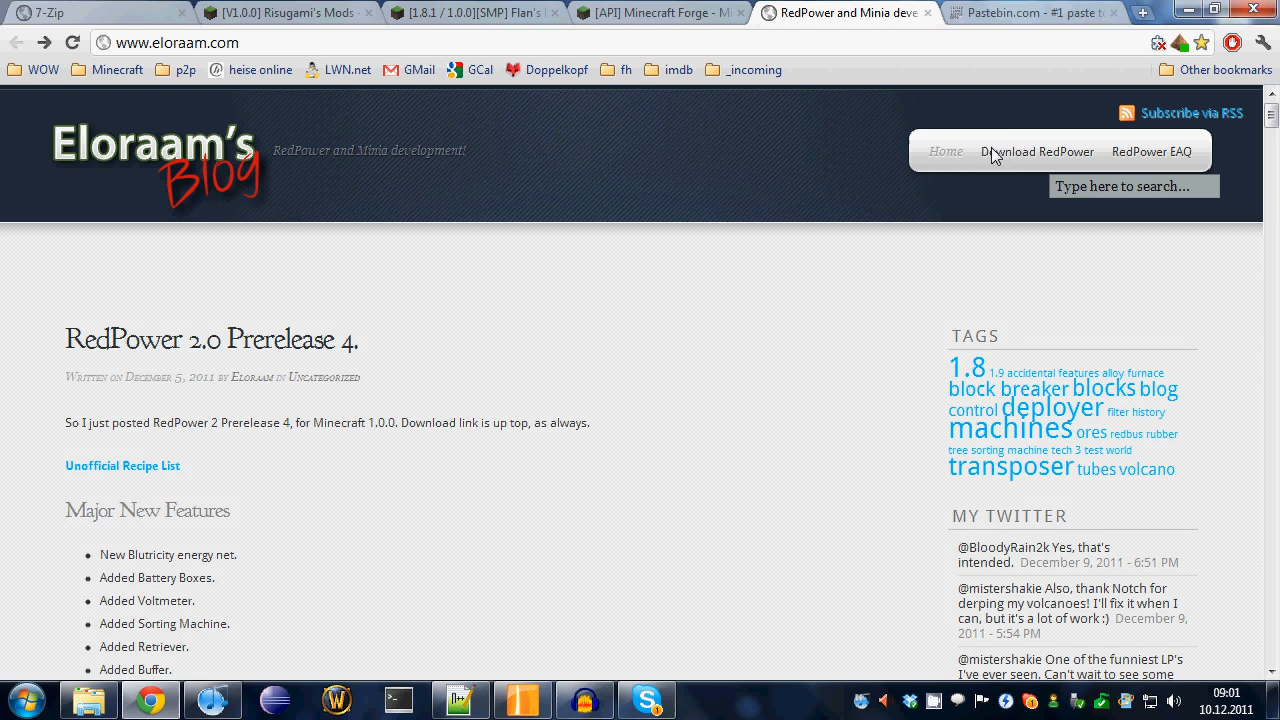 7-Zip
[V1.0.0] Risugami's Mods -
[1.8.1 / 1.0.0][SMP] Flan's
[API] Minecraft Forge - Mi
RedPower and Minia deve
Pastebin.com - #1 paste to
www.eloraam.com
WOW Minecraft p2p heise online LWN.net GMail GCal Doppelkopf fh imdb _incoming Other bookmarks
Subscribe via RSS
Eloraam's
Blog
RedPower and Minia development!
Home Download RedPower RedPower EAQ
Type here to search...
RedPower 2.0 Prerelease 4.
Written on December 5, 2011 by Eloraam in Uncategorized
So I just posted RedPower 2 Prerelease 4, for Minecraft 1.0.0. Download link is up top, as always.
Unofficial Recipe List
Major New Features
New Blutricity energy net.
Added Battery Boxes.
Added Voltmeter.
Added Sorting Machine.
Added Retriever.
Added Buffer.
TAGS
1.8 1.9 accidental features alloy furnace
block breaker blocks blog
control deployer filter history
machines ores redbus rubber
tree sorting machine tech 3 test world
transposer tubes volcano
MY TWITTER
@BloodyRain2k Yes, that's
intended. December 9, 2011 - 6:51 PM
@mistershakie Also, thank Notch for
derping my volcanoes! I'll fix it when I
can, but it's a lot of work :) December 9,
2011 - 5:54 PM
@mistershakie One of the funniest LP's
I've ever seen. Can't wait to see some
09:01
10.12.2011